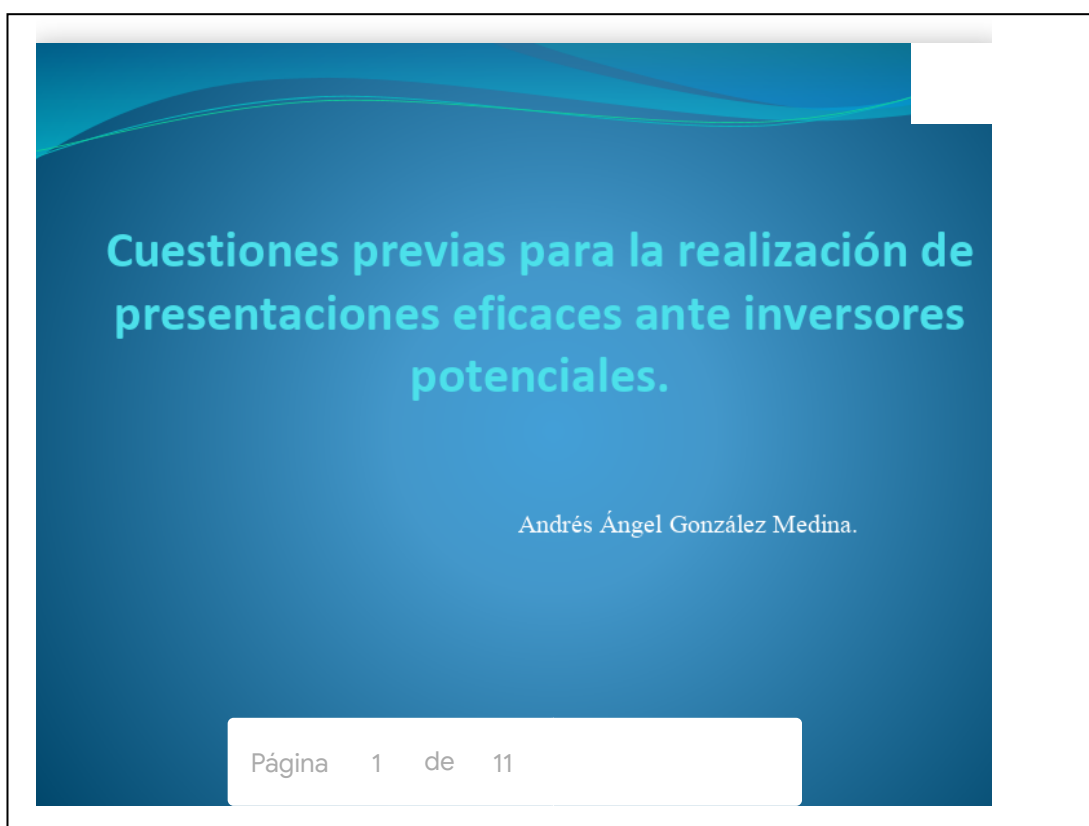 Cuestiones previas para la realización de
presentaciones eficaces ante inversores
potenciales.
Andrés Ángel González Medina.
Página 1 de 11